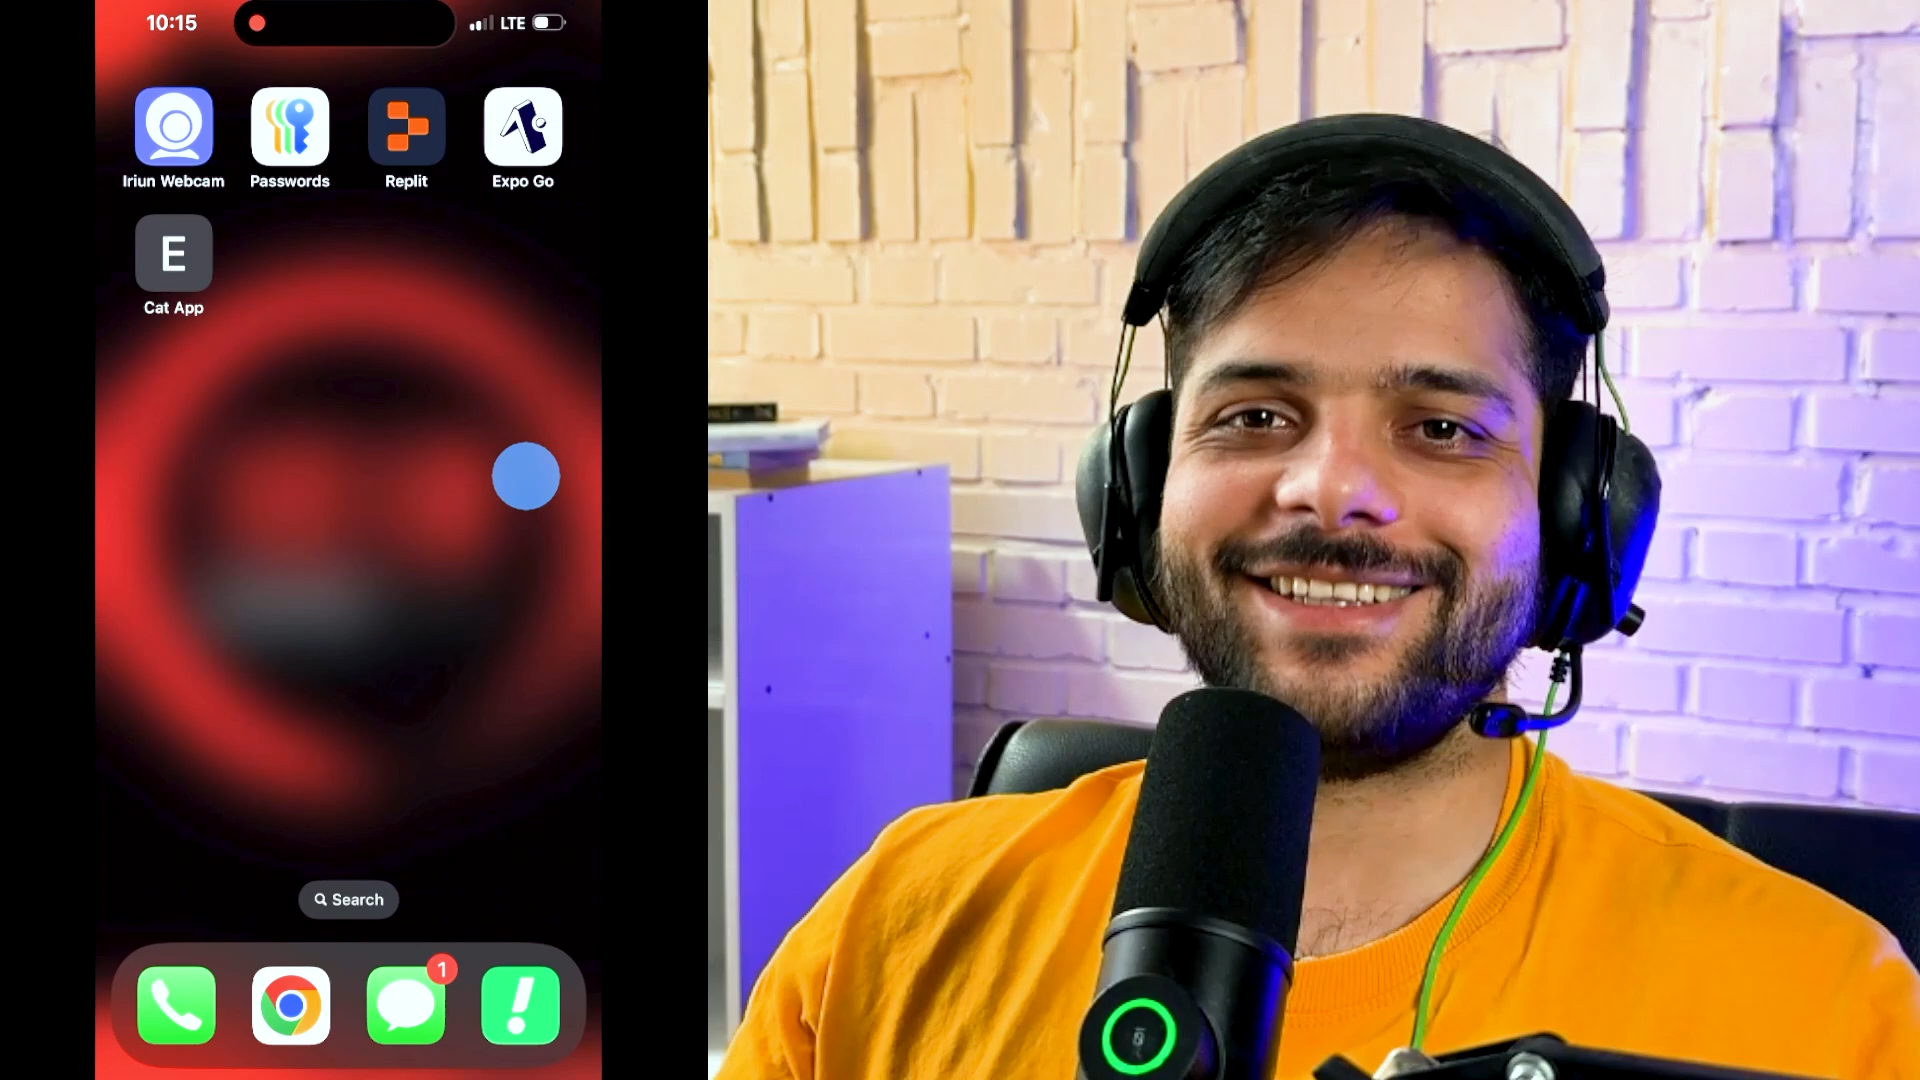 10:15
LTE
Iriun Webcam Passwords Replit Expo Go
E
Cat App
Search
1